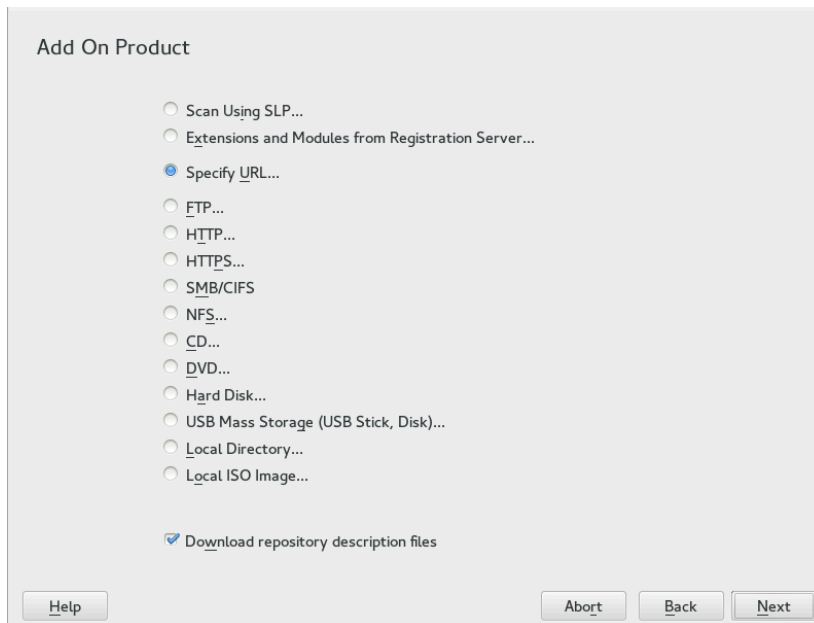 Add On Product
Scan Using SLP...
Extensions and Modules from Registration Server...
Specify URL...
FTP...
HTTP...
HTTPS...
SMB/CIFS
NFS...
CD...
DVD...
Hard Disk...
USB Mass Storage (USB Stick, Disk)...
Local Directory...
Local ISO Image...
Download repository description files
Help Abort Back Next